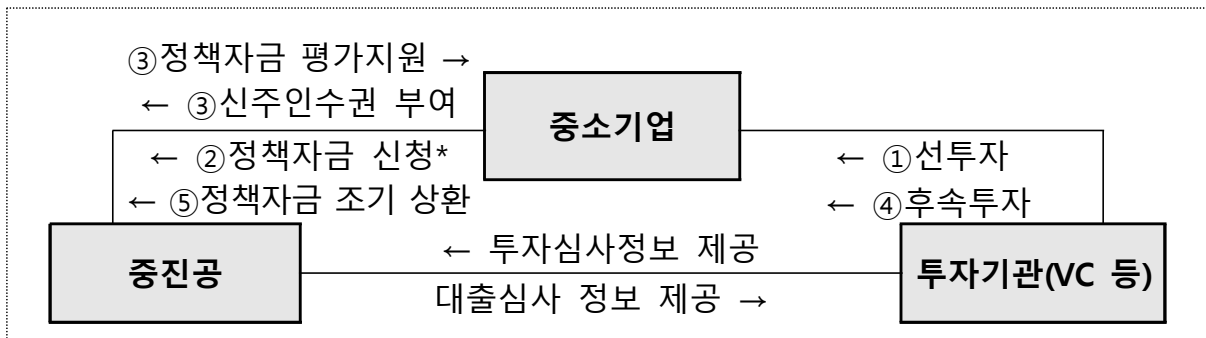 ③정책자금 평가지원 →
← ③신주인수권 부여
중소기업
← ②정책자금 신청*
← ①선투자
← ⑤정책자금 조기 상환
← ④후속투자
중진공
← 투자심사정보 제공
투자기관(VC 등)
대출심사 정보 제공 →